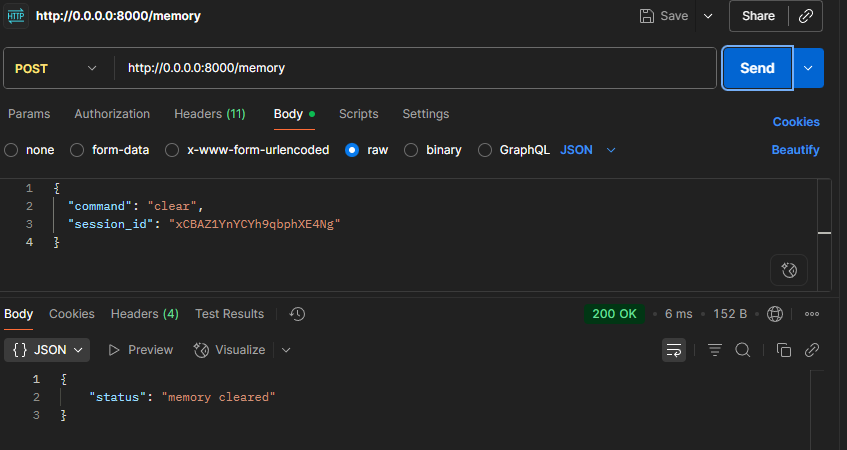 HTTP http://0.0.0.0:8000/memory Save Share
POST http://0.0.0.0:8000/memory Send
Params Authorization Headers (11) Body Scripts Settings Cookies
none form-data x-www-form-urlencoded raw binary GraphQL JSON Beautify
1 {
2 "command": "clear",
3 "session_id": "xCBAZ1YnYCYh9qbphXE4Ng"
4 }
Body Cookies Headers (4) Test Results 200 OK • 6 ms • 152 B •
{} JSON Preview Visualize
1 {
2 "status": "memory cleared"
3 }